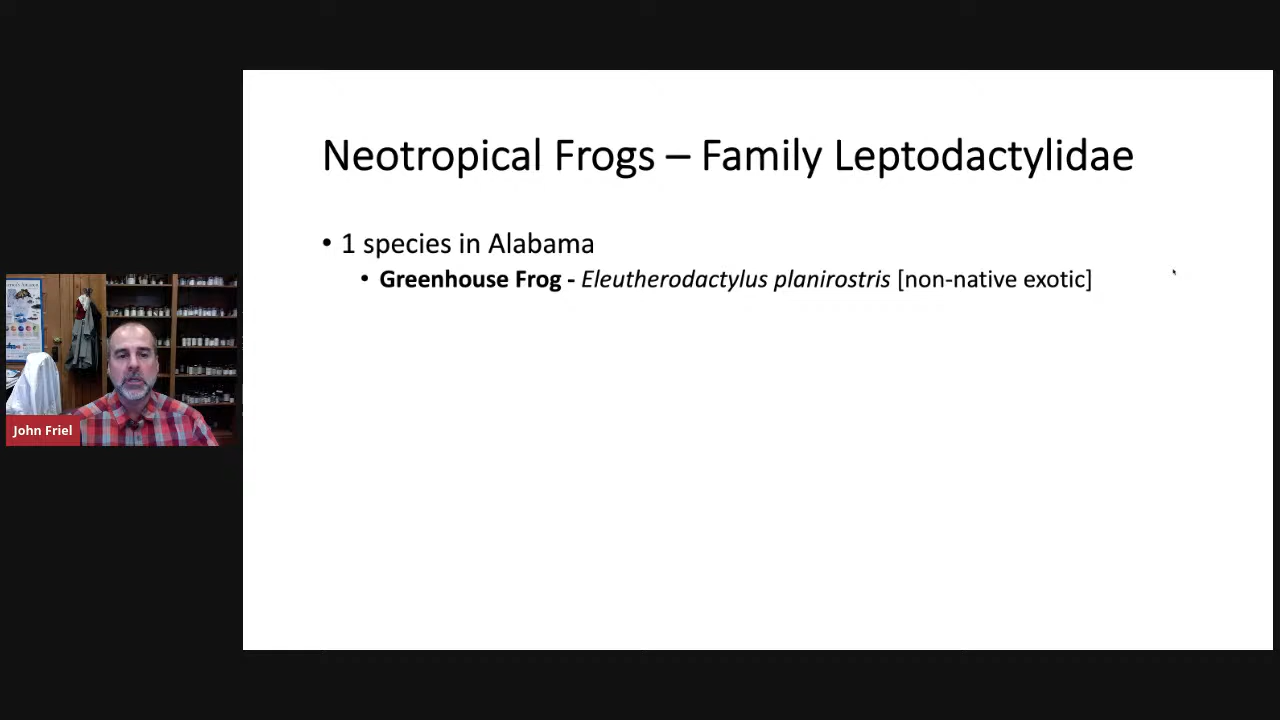 Neotropical Frogs – Family Leptodactylidae
• 1 species in Alabama
• Greenhouse Frog - Eleutherodactylus planirostris [non-native exotic]
John Friel